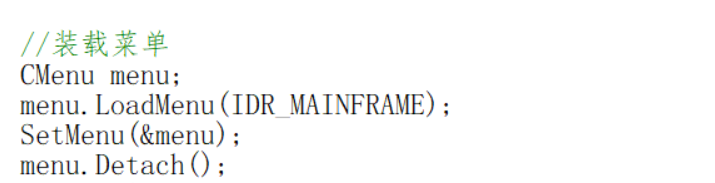 //装载菜单
CMenu menu;
menu.LoadMenu(IDR_MAINFRAME);
SetMenu(&menu);
menu.Detach();